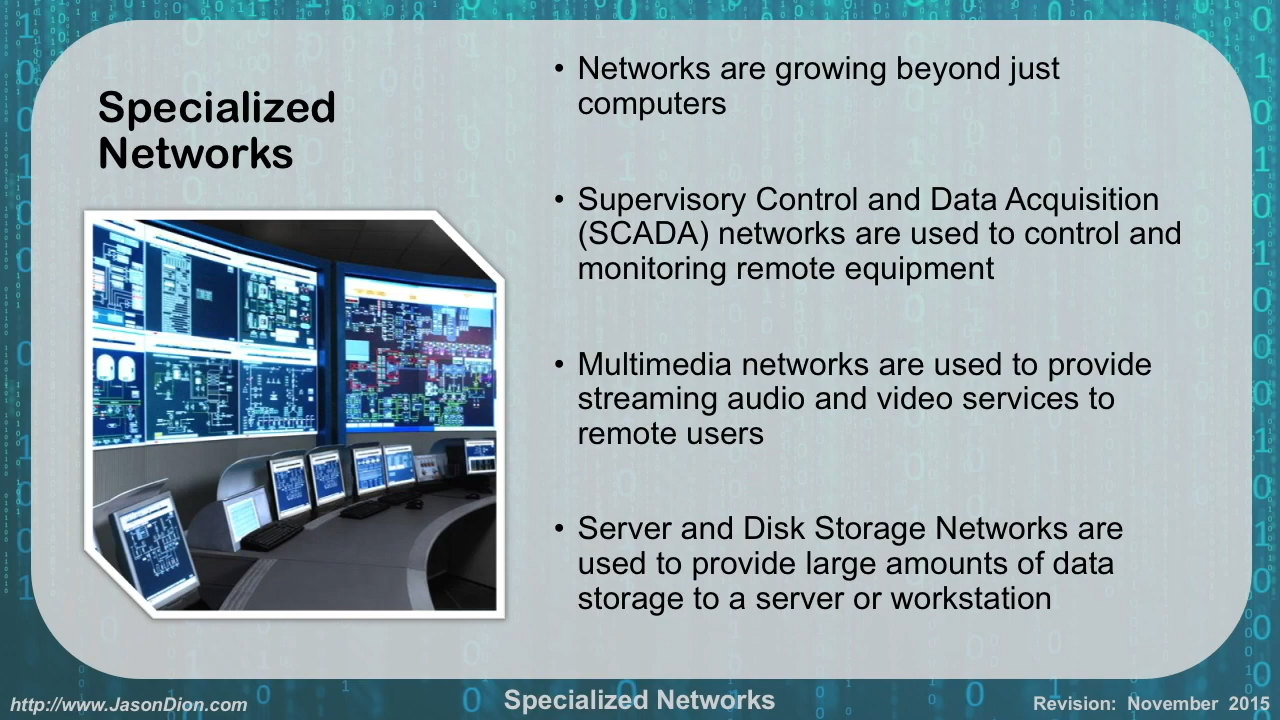 Specialized
Networks
• Networks are growing beyond just
computers
• Supervisory Control and Data Acquisition
(SCADA) networks are used to control and
monitoring remote equipment
• Multimedia networks are used to provide
streaming audio and video services to
remote users
• Server and Disk Storage Networks are
used to provide large amounts of data
storage to a server or workstation
http://www.JasonDion.com
Specialized Networks
Revision: November 2015